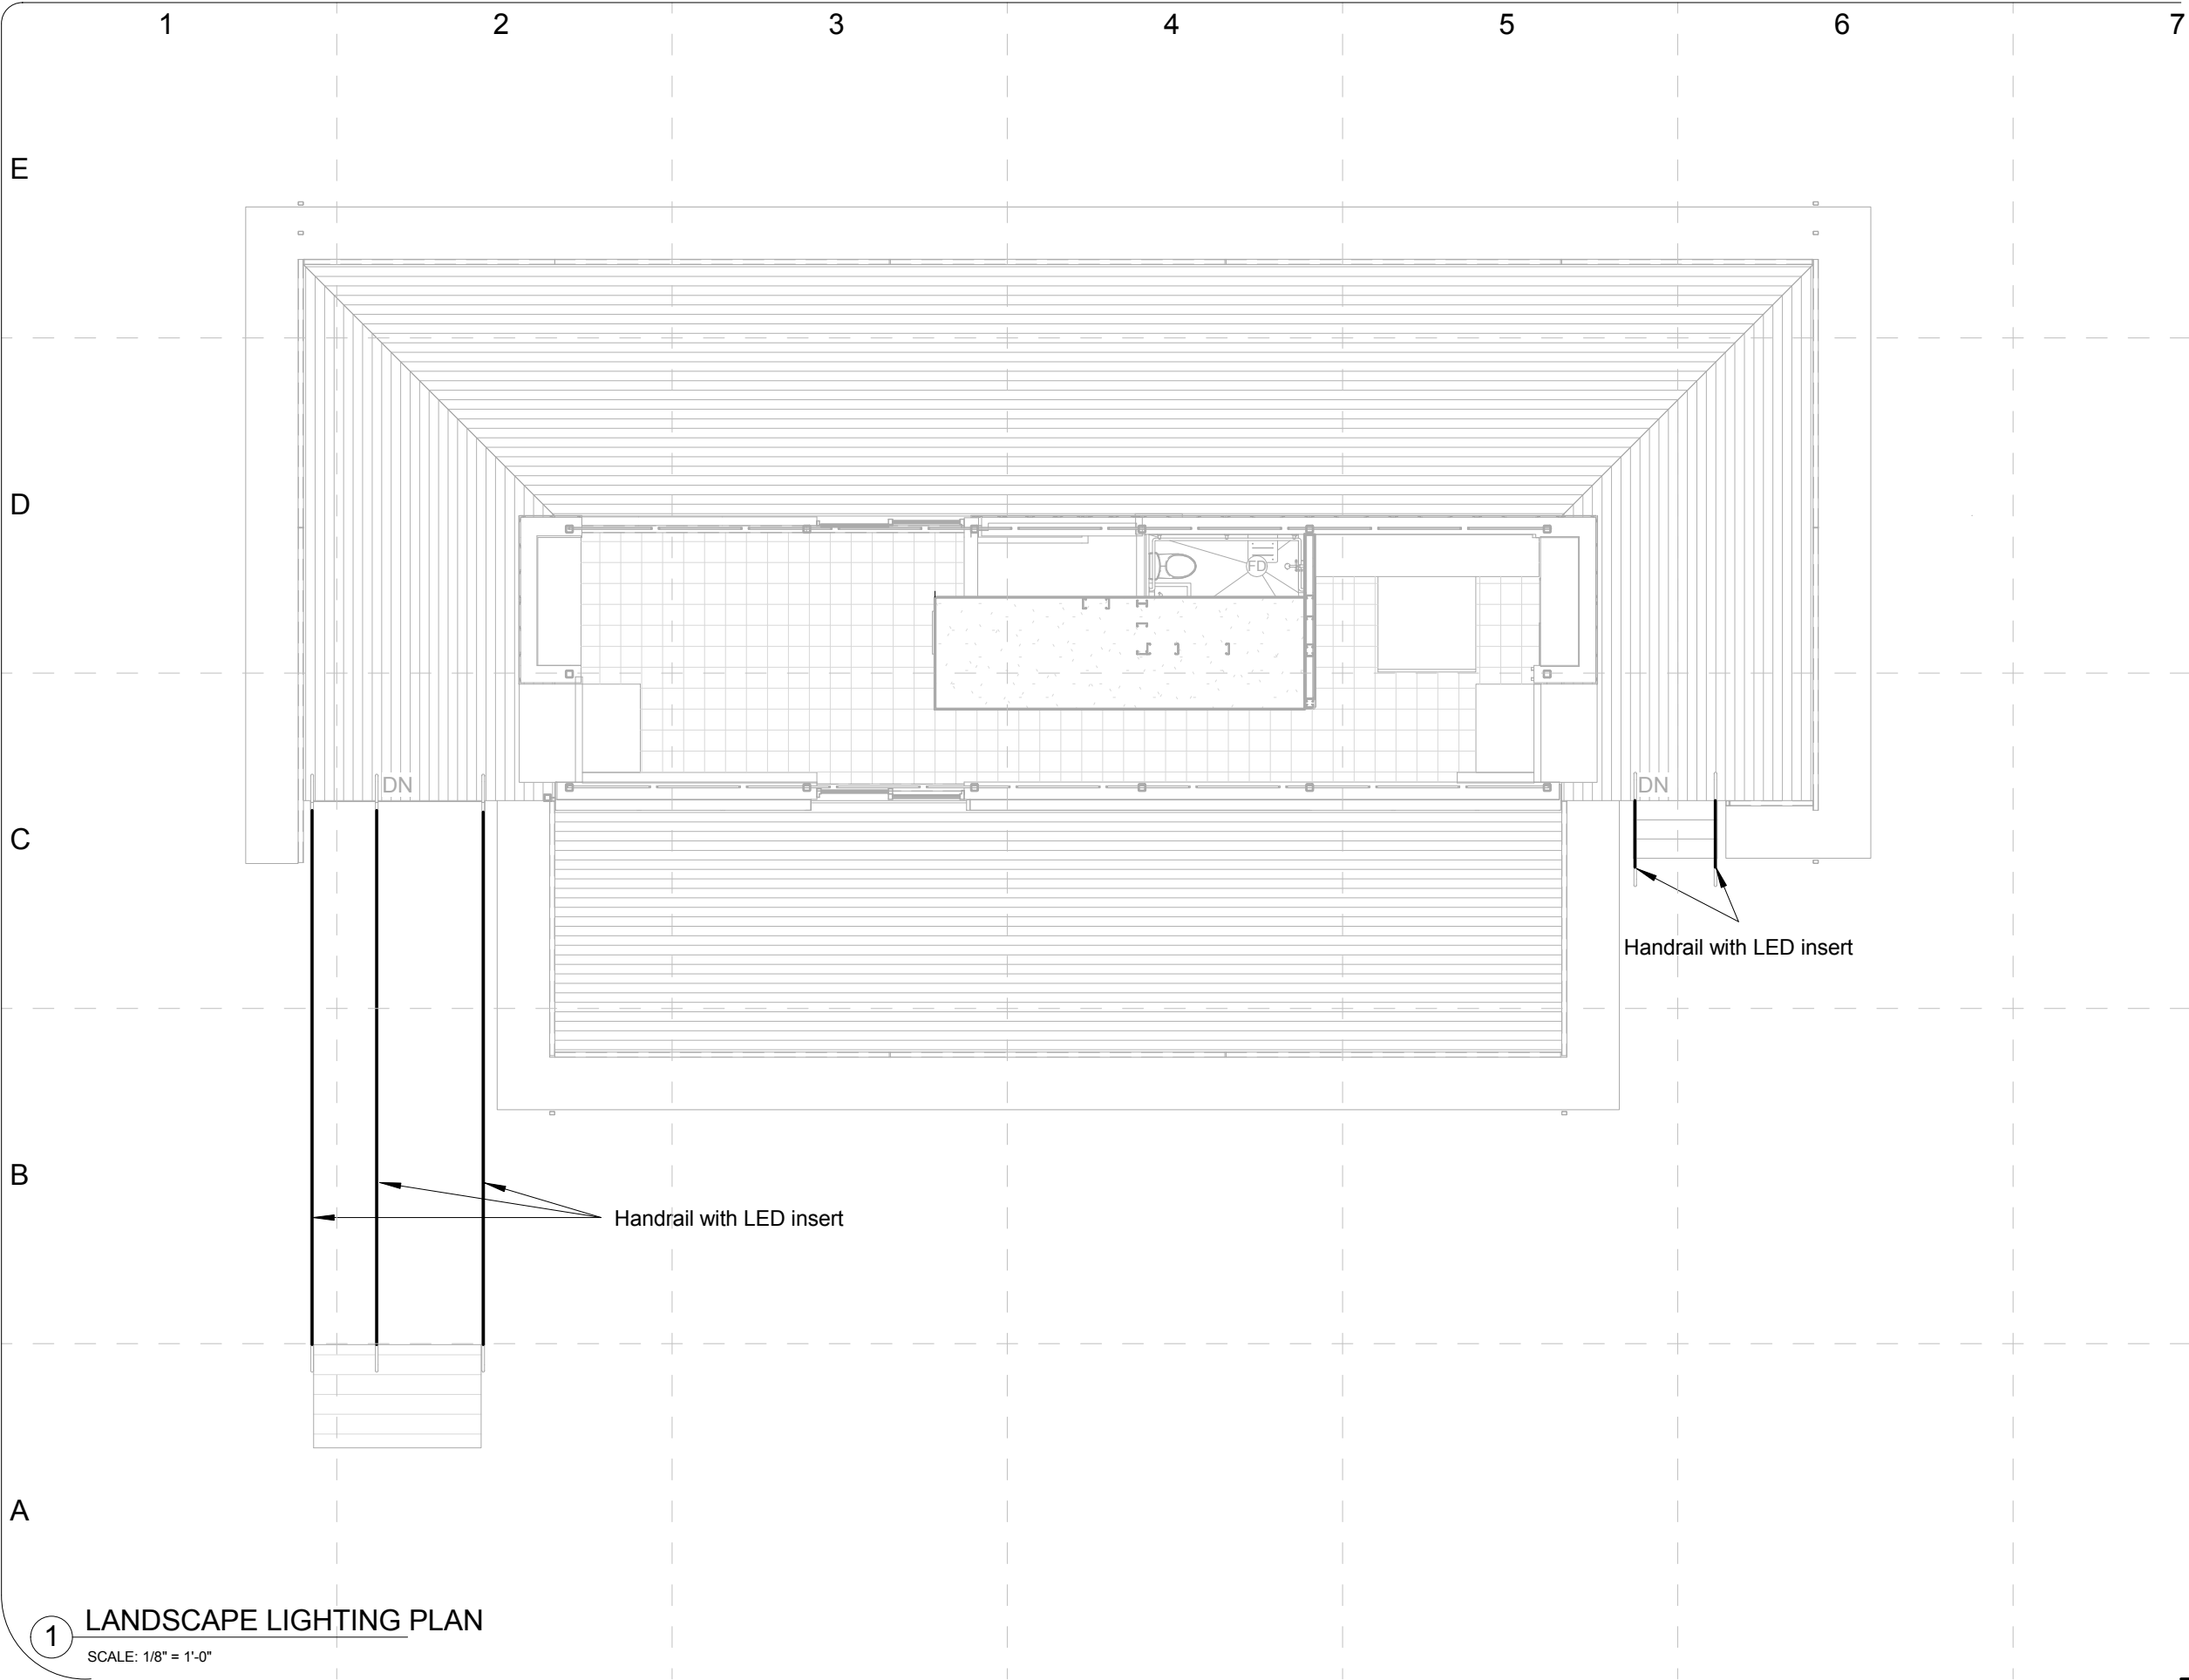 1 2 3 4 5 6 7
E
D
FD
DN DN
C
Handrail with LED insert
B
Handrail with LED insert
A
1 LANDSCAPE LIGHTING PLAN
SCALE: 1/8" = 1'-0"